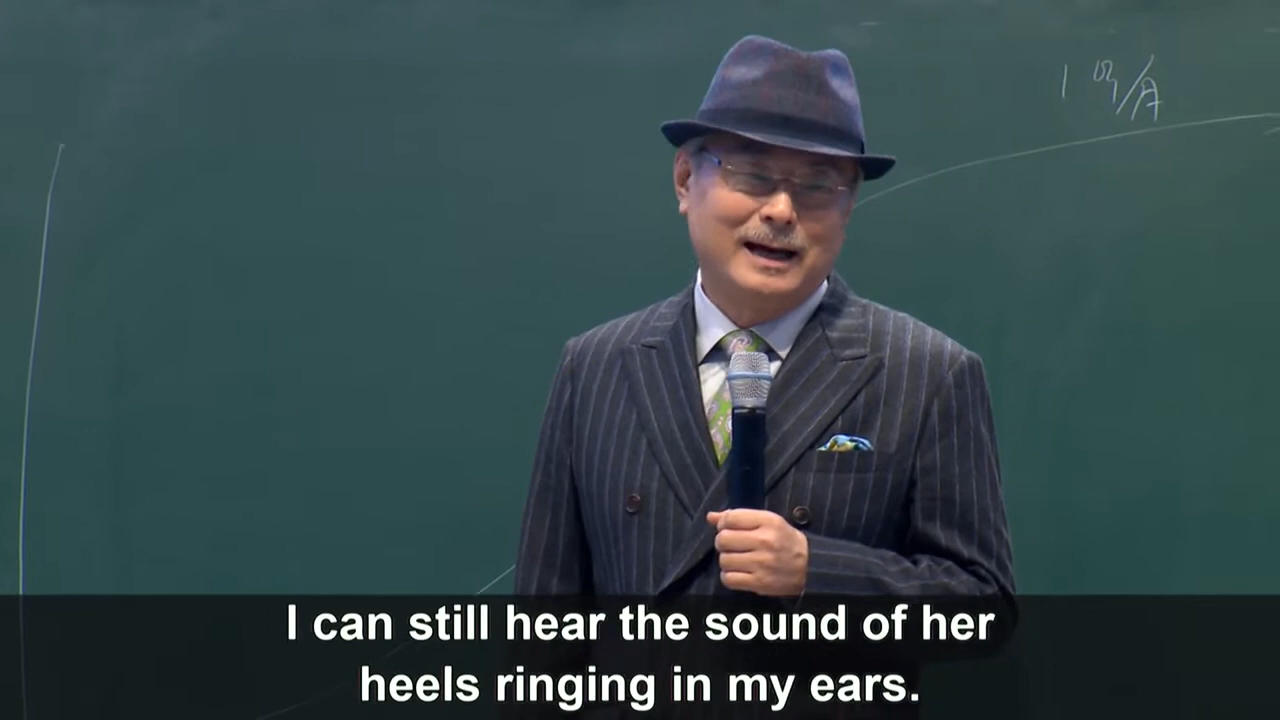 I can still hear the sound of her
heels ringing in my ears.